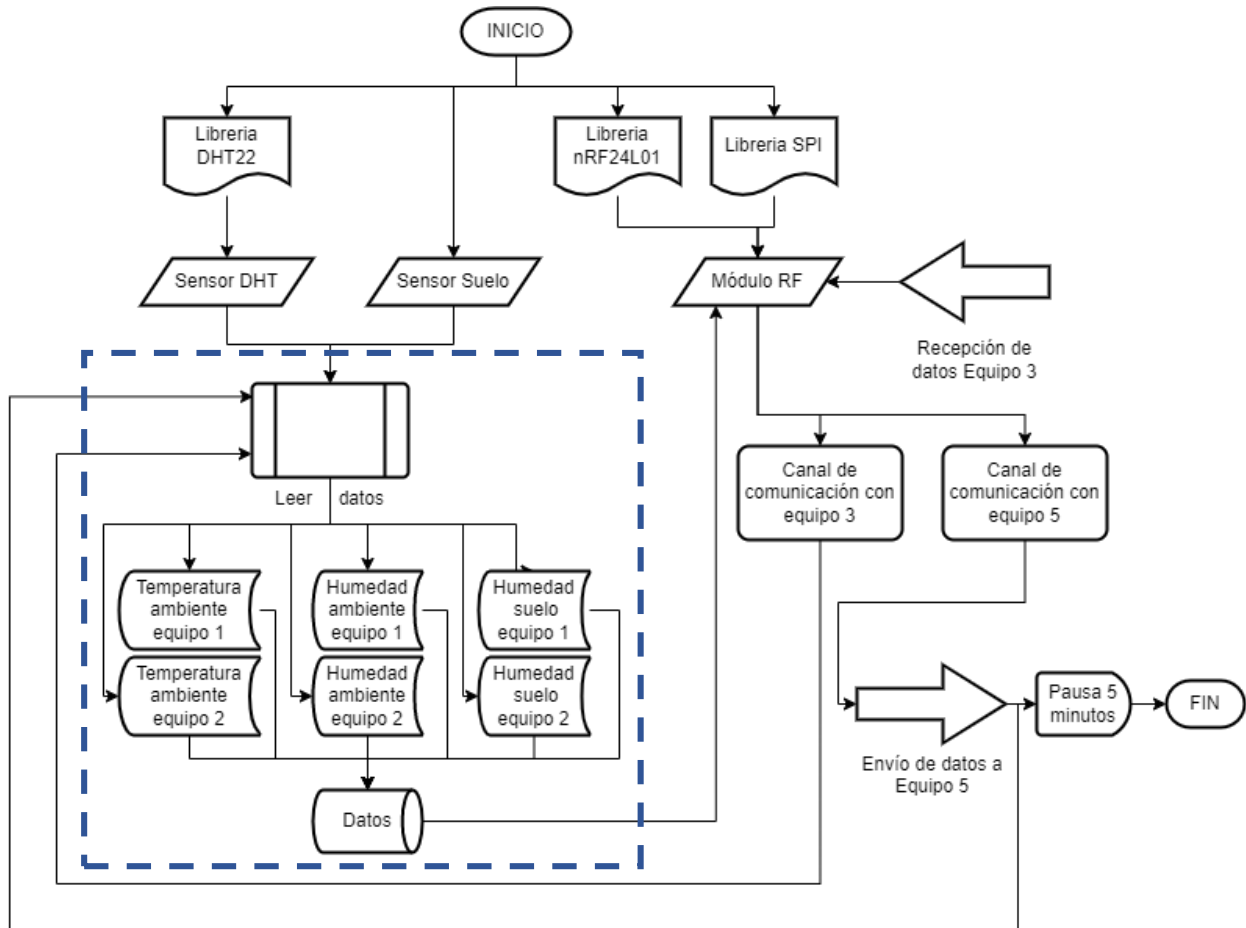 INICIO
Libreria
DHT22
Libreria
nRF24L01
Libreria SPI
Sensor DHT
Sensor Suelo
Módulo RF
Recepción de
datos Equipo 3
Leer datos
Canal de
comunicación con
equipo 3
Canal de
comunicación con
equipo 5
Temperatura
ambiente
equipo 1
Humedad
ambiente
equipo 1
Humedad
suelo
equipo 1
Temperatura
ambiente
equipo 2
Humedad
ambiente
equipo 2
Humedad
suelo
equipo 2
Envío de datos a
Equipo 5
Pausa 5
minutos
FIN
Datos